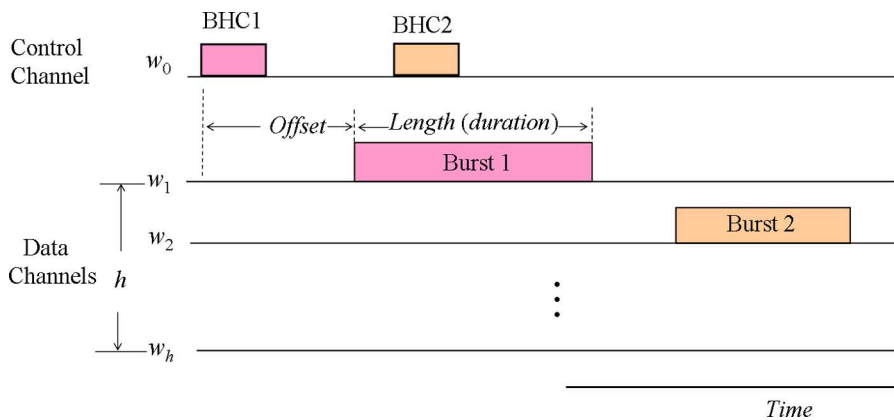 BHC1
BHC2
Control
Channel
w0
Offset
Length (duration)
Burst 1
w1
Burst 2
w2
Data
Channels
h
wh
Time